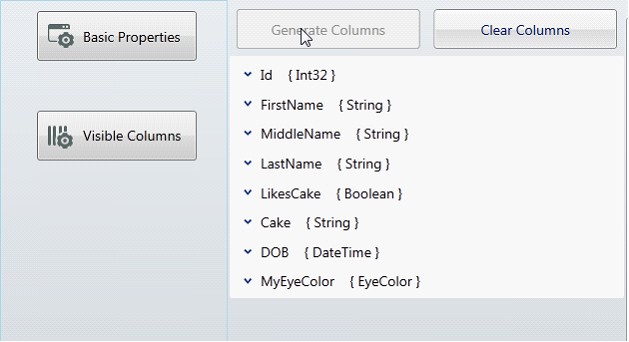 Basic Properties
Visible Columns
Generate Columns
Clear Columns
Id { Int32 }
FirstName { String }
MiddleName { String }
LastName { String }
LikesCake { Boolean }
Cake { String }
DOB { DateTime }
MyEyeColor { EyeColor }